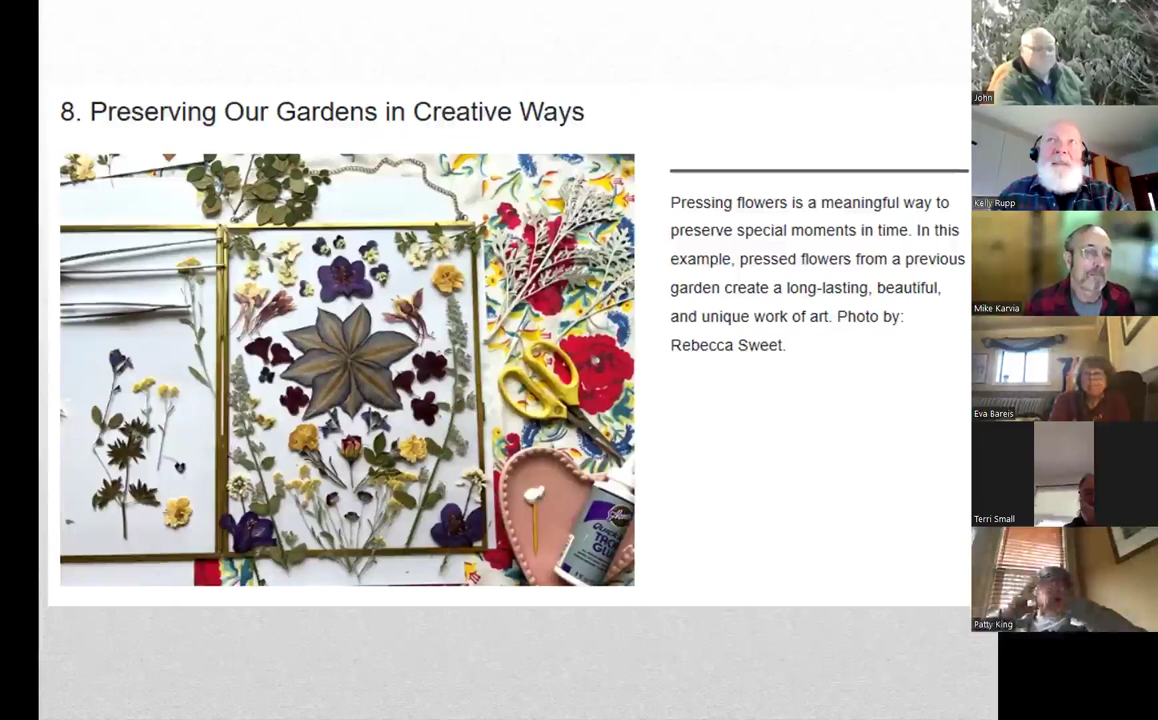 8. Preserving Our Gardens in Creative Ways
Pressing flowers is a meaningful way to
preserve special moments in time. In this
example, pressed flowers from a previous
garden create a long-lasting, beautiful,
and unique work of art. Photo by:
Rebecca Sweet.
John
Kelly Rupp
Mike Karvia
Eva Bareis
Terri Small
Patty King